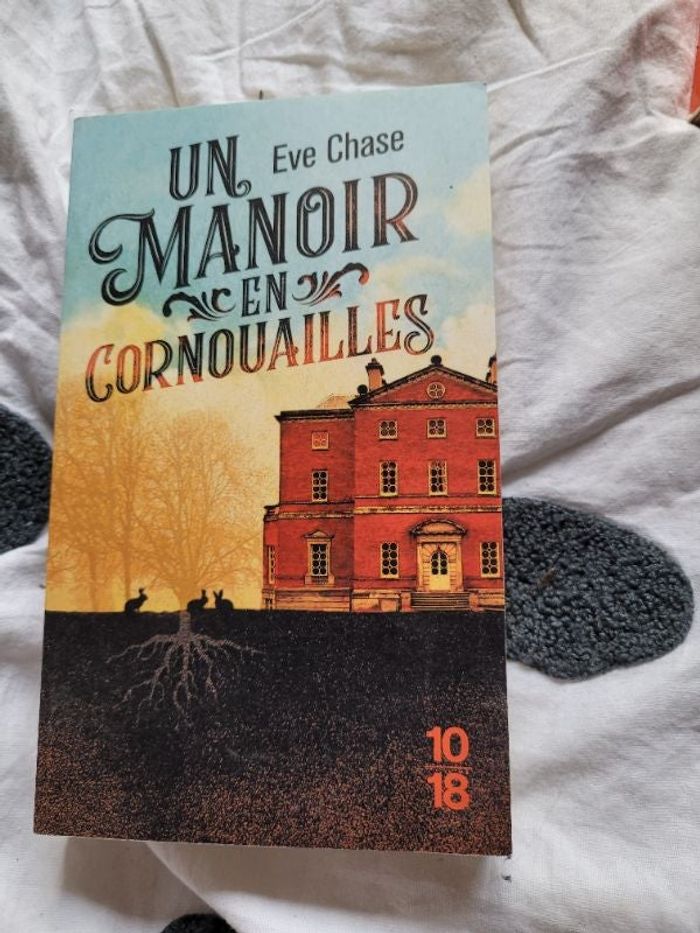 Eve Chase
UN
MANOIR
EN
CORNOUAILLES
10
18